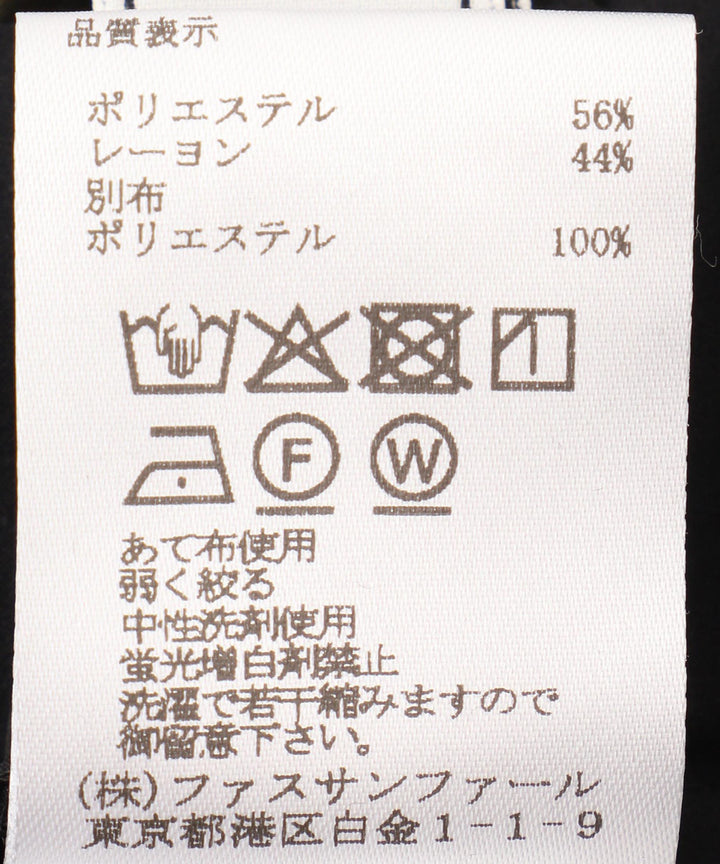 品質表示
ポリエステル 56%
レーヨン 44%
別布
ポリエステル 100%
F W
あて布使用
弱く絞る
中性洗剤使用
蛍光増白剤禁止
洗濯で若干縮みますので
御留意下さい。
(株)ファスサンファール
東京都港区白金1-1-9